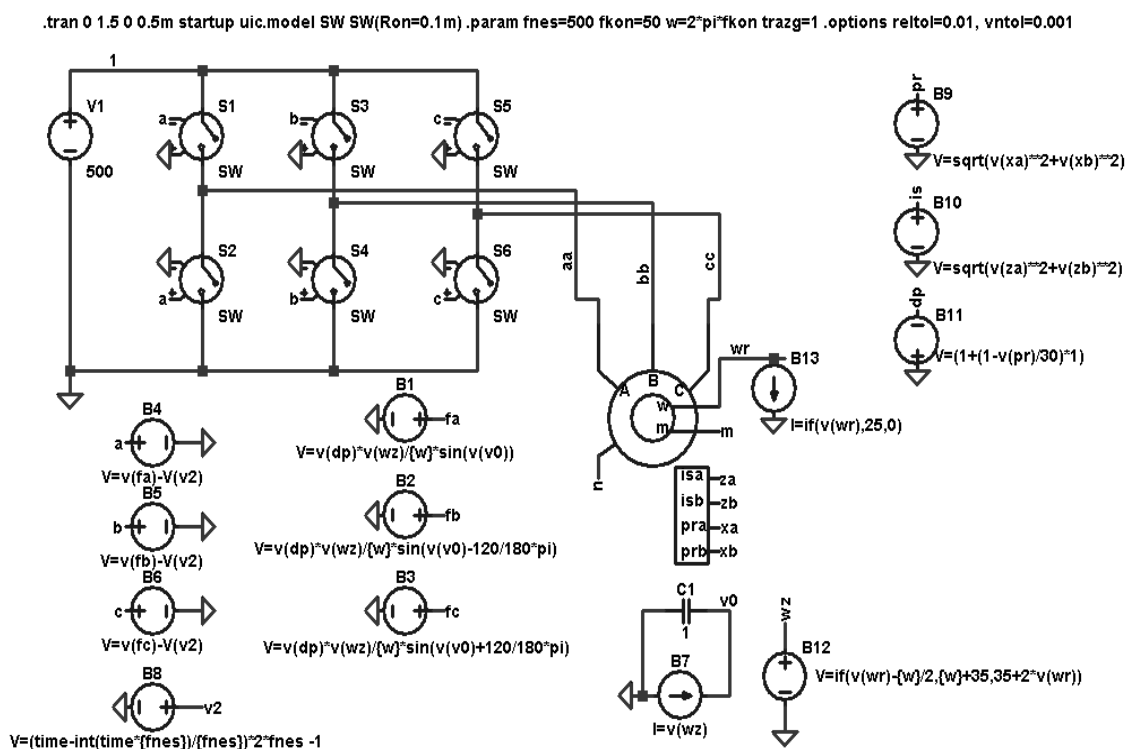 .tran 0 1.5 0 0.5m startup uic.model SW SW(Ron=0.1m) .param fnes=500 fkon=50 w=2*pi*fkon trazg=1 .options reltol=0.01, vntol=0.001
1
V1
500
S1
a
SW
S3
b
SW
S5
c
SW
S2
a
SW
S4
b
SW
S6
c
SW
aa
bb
cc
pr
B9
V=sqrt(v(xa)**2+v(xb)**2)
is
B10
V=sqrt(v(za)**2+v(zb)**2)
dp
B11
V=(1+(1-v(pr)/30)*1)
wr
B13
I=if(v(wr),25,0)
A
B
C
w
m
m
n
isa
za
isb
zb
pra
xa
prb
xb
B4
a
V=v(fa)-V(v2)
B5
b
V=v(fb)-V(v2)
B6
c
V=v(fc)-V(v2)
B8
v2
V=(time-int(time*{fnes})/{fnes})*2*fnes -1
B1
fa
V=v(dp)*v(wz)/{w}*sin(v(v0))
B2
fb
V=v(dp)*v(wz)/{w}*sin(v(v0)-120/180*pi)
B3
fc
V=v(dp)*v(wz)/{w}*sin(v(v0)+120/180*pi)
C1
1
v0
B7
I=v(wz)
wz
B12
V=if(v(wr)-{w}/2,{w}+35,35+2*v(wr))